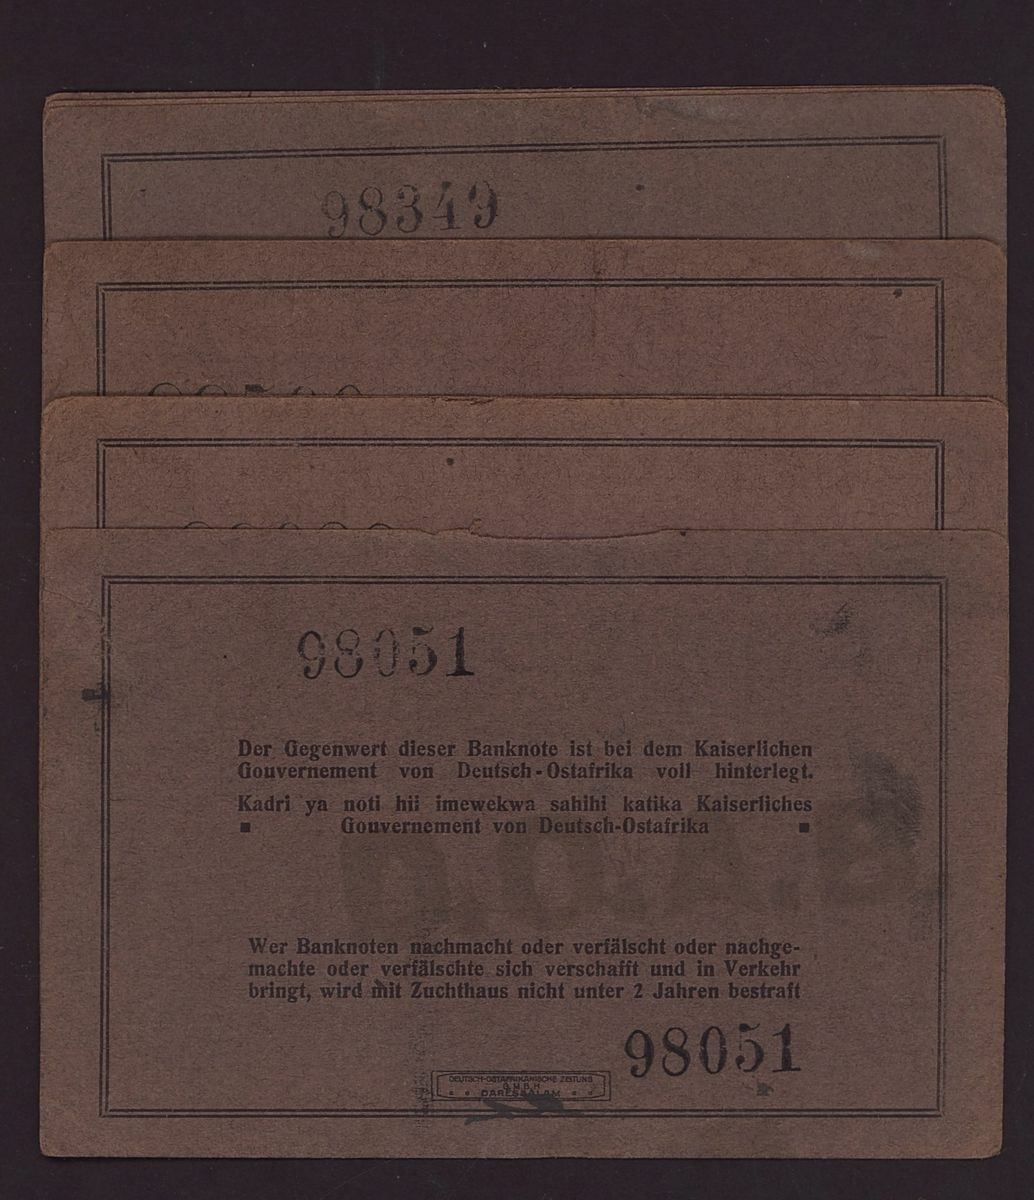 98349
98051
Der Gegenwert dieser Banknote ist bei dem Kaiserlichen
Gouvernement von Deutsch-Ostafrika voll hinterlegt.
Kadri ya noti hii imewekwa sahihi katika Kaiserliches
Gouvernement von Deutsch-Ostafrika
Wer Banknoten nachmacht oder verfälscht oder nachge-
machte oder verfälschte sich verschafft und in Verkehr
bringt, wird mit Zuchthaus nicht unter 2 Jahren bestraft
98051
DEUTSCH-OSTAFRIKANISCHE ZEITUNG
G.M.B.H.
DARESSALAM